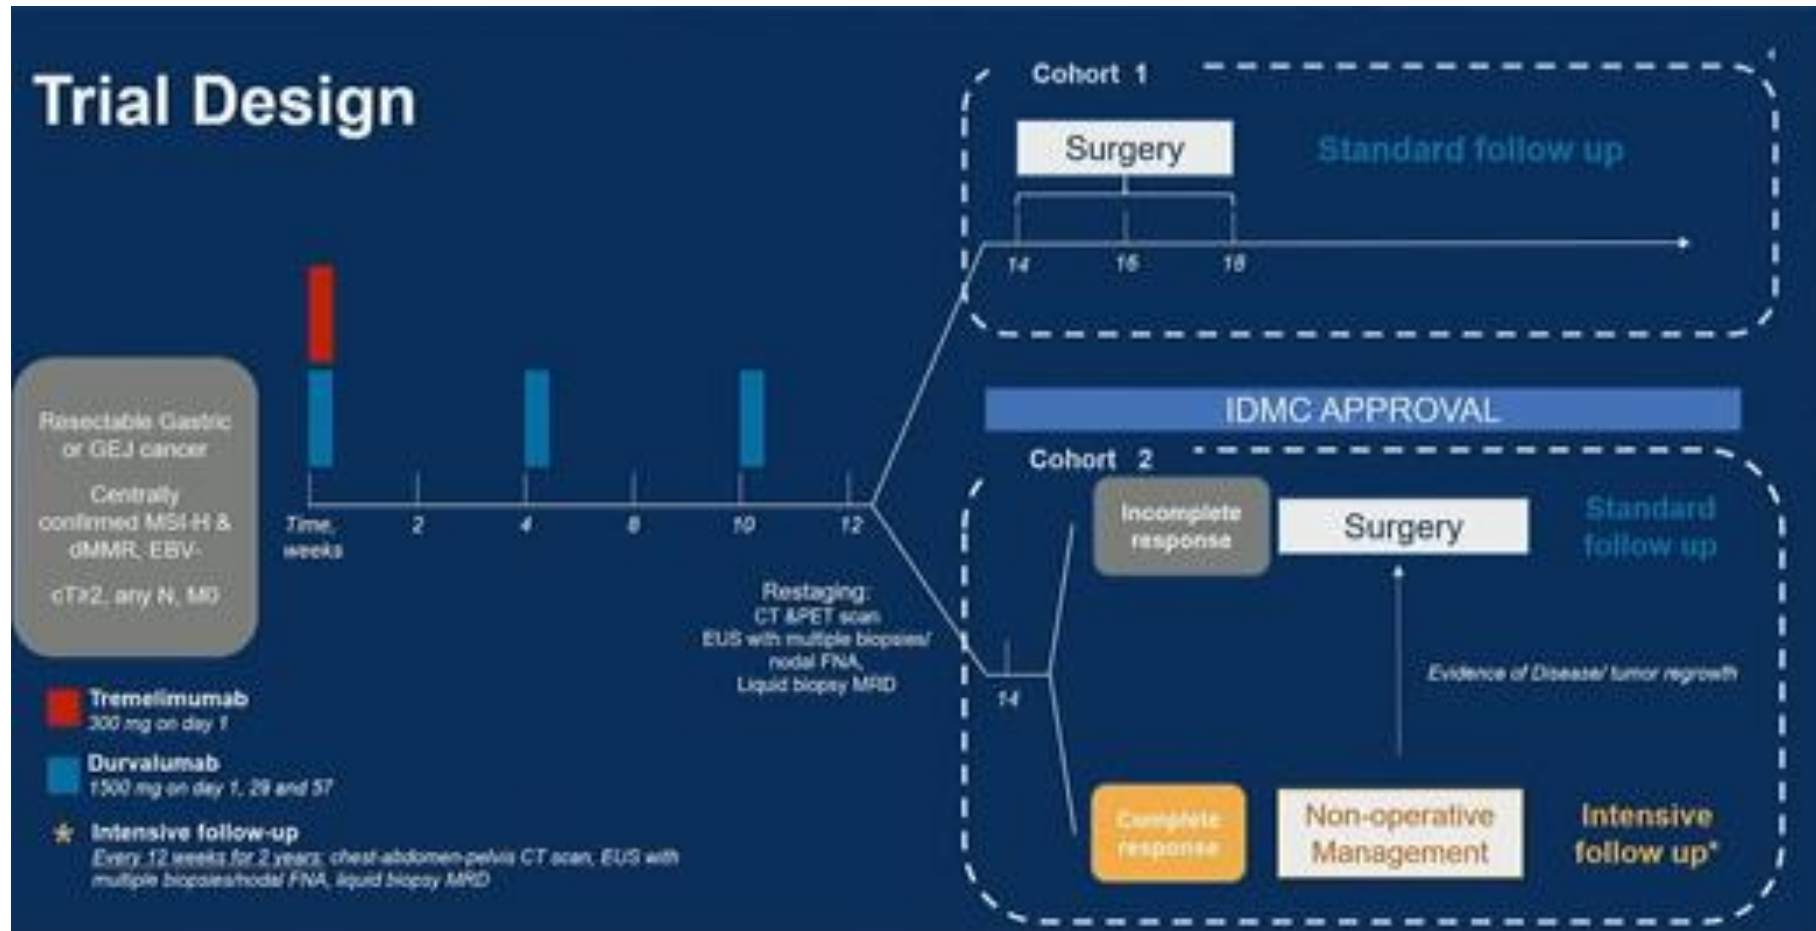 Trial Design
Cohort 1
Surgery
Standard follow up
14
16
18
IDMC APPROVAL
Resectable Gastric
or GEJ cancer
Centrally
confirmed MSI-H &
dMMR, EBV-
cT≥2, any N, M0
Time,
weeks
2
4
8
10
12
Restaging:
CT &PET scan
EUS with multiple biopsies/
nodal FNA,
Liquid biopsy MRD
Cohort 2
Incomplete
response
Surgery
Standard
follow up
14
Evidence of Disease/ tumor regrowth
Complete
response
Non-operative
Management
Intensive
follow up*
Tremelimumab
300 mg on day 1
Durvalumab
1500 mg on day 1, 29 and 57
* Intensive follow-up
Every 12 weeks for 2 years: chest-abdomen-pelvis CT scan, EUS with
multiple biopsies/nodal FNA, liquid biopsy MRD